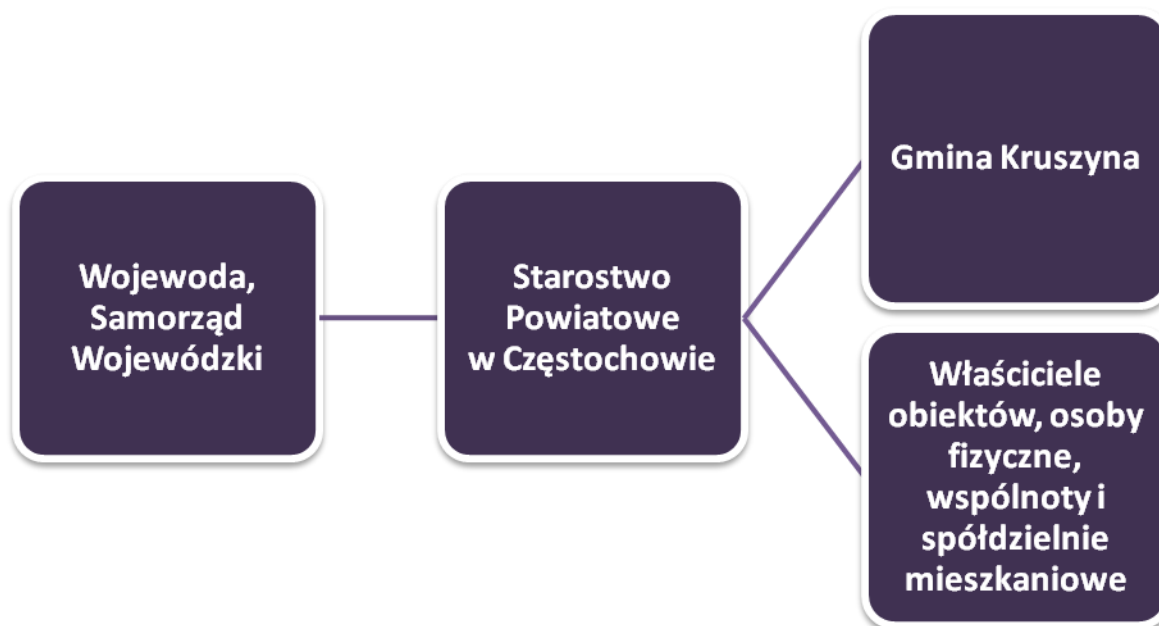 Wojewoda,
Samorząd
Wojewódzki
Starostwo
Powiatowe
w Częstochowie
Gmina Kruszyna
Właściciele
obiektów, osoby
fizyczne,
wspólnoty i
spółdzielnie
mieszkaniowe